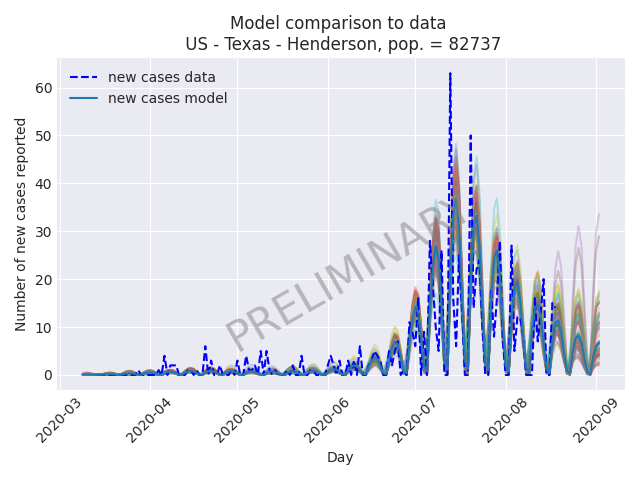 Model comparison to data
US - Texas - Henderson, pop. = 82737
new cases data
new cases model
Number of new cases reported
60
50
40
30
20
10
0
PRELIMINARY
2020-03
2020-04
2020-05
2020-06
2020-07
2020-08
2020-09
Day